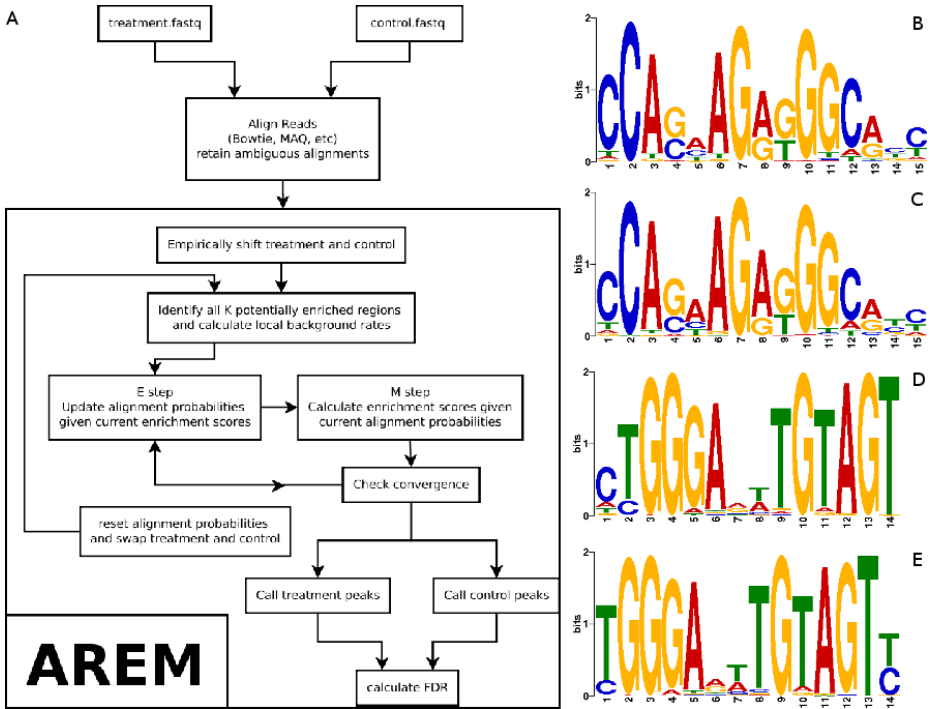 A
treatment.fastq
control.fastq
Align Reads
(Bowtie, MAQ, etc)
retain ambiguous alignments
Empirically shift treatment and control
Identify all K potentially enriched regions
and calculate local background rates
E step
Update alignment probabilities
given current enrichment scores
M step
Calculate enrichment scores given
current alignment probabilities
Check convergence
reset alignment probabilities
and swap treatment and control
Call treatment peaks
Call control peaks
calculate FDR
AREM
B
2
bits
1
0
CCAGAAGAGGGCACC
1 2 3 4 5 6 7 8 9 10 11 12 13 14 15
C
2
bits
1
0
CCAGAAGAGGGCATC
1 2 3 4 5 6 7 8 9 10 11 12 13 14 15
D
2
bits
1
0
CTGGGAATTGTAGT
1 2 3 4 5 6 7 8 9 10 11 12 13 14
E
2
bits
1
0
TGGGAATTGTAGTT
1 2 3 4 5 6 7 8 9 10 11 12 13 14